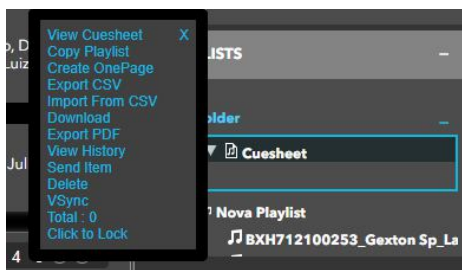 View Cuesheet X
Copy Playlist
Create OnePage
Export CSV
Import From CSV
Download
Export PDF
View History
Send Item
Delete
VSync
Total : 0
Click to Lock
o, D
Luiz
Jul
4
LISTS –
older –
Cuesheet
Nova Playlist
BXH712100253_Gexton Sp_La